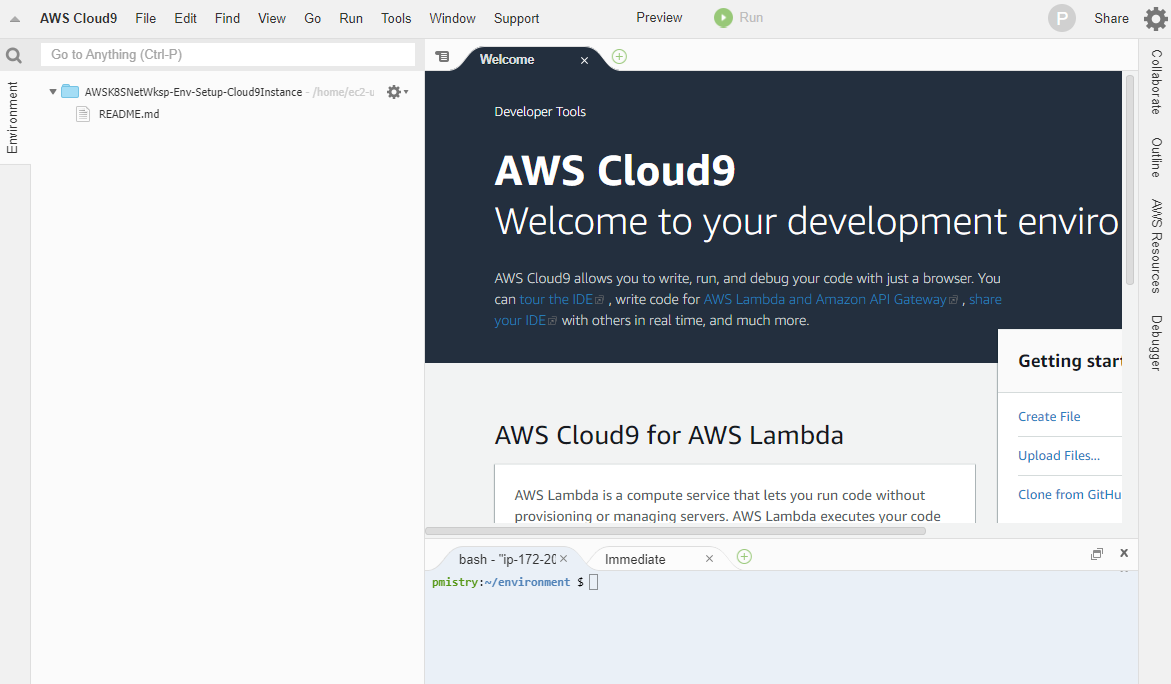 AWS Cloud9 File Edit Find View Go Run Tools Window Support Preview Run P Share
Go to Anything (Ctrl-P)
Environment
AWSK8SNetWksp-Env-Setup-Cloud9Instance - /home/ec2-u
README.md
Welcome
Developer Tools
AWS Cloud9
Welcome to your development enviro
AWS Cloud9 allows you to write, run, and debug your code with just a browser. You
can tour the IDE , write code for AWS Lambda and Amazon API Gateway , share
your IDE with others in real time, and much more.
Getting start
Create File
Upload Files...
Clone from GitHu
AWS Cloud9 for AWS Lambda
AWS Lambda is a compute service that lets you run code without
provisioning or managing servers. AWS Lambda executes your code
bash - "ip-172-20 Immediate
pmistry:~/environment $
Collaborate
Outline
AWS Resources
Debugger